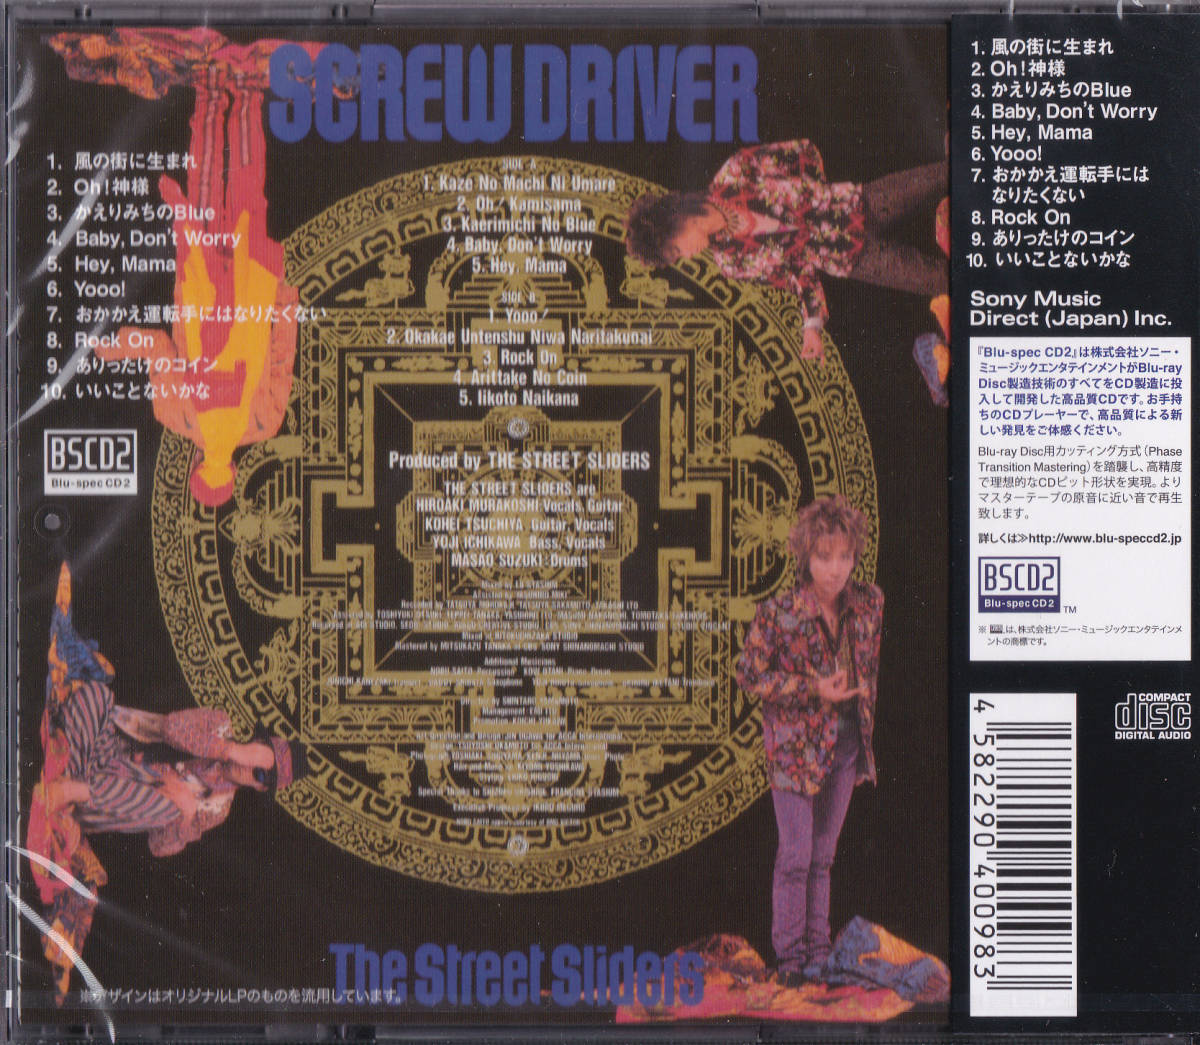 SCREW DRIVER
1. 風の街に生まれ
2. Oh!神様
3. かえりみちのBlue
4. Baby, Don't Worry
5. Hey, Mama
6. Yooo!
7. おかかえ運転手にはなりたくない
8. Rock On
9. ありったけのコイン
10. いいことないかな
BSCD2
Blu-spec CD2
SIDE A
1. Kaze No Machi Ni Umare
2. Oh! Kamisama
3. Kaerimichi No Blue
4. Baby, Don't Worry
5. Hey, Mama
SIDE B
1. Yooo!
2. Okakae Untenshu Niwa Naritakunai
3. Rock On
4. Arittake No Coin
5. Iikoto Naikana
Produced by THE STREET SLIDERS
THE STREET SLIDERS are
HIROAKI MURAKOSHI:Vocals, Guitar
KOHEI TSUCHIYA Guitar, Vocals
YOJI ICHIKAWA Bass, Vocals
MASAO SUZUKI:Drums
Additional Musicians
The Street Sliders
※デザインはオリジナルLPのものを流用しています。
1. 風の街に生まれ
2. Oh!神様
3. かえりみちのBlue
4. Baby, Don't Worry
5. Hey, Mama
6. Yooo!
7. おかかえ運転手には
なりたくない
8. Rock On
9. ありったけのコイン
10. いいことないかな
Sony Music
Direct (Japan) Inc.
『Blu-spec CD2』は株式会社ソニー・
ミュージックエンタテインメントがBlu-ray
Disc製造技術のすべてをCD製造に投
入して開発した高品質CDです。お手持
ちのCDプレーヤーで、高品質による新
しい発見をご体感ください。
Blu-ray Disc用カッティング方式(Phase
Transition Mastering)を踏襲し、高精度
で理想的なCDピット形状を実現。より
マスターテープの原音に近い音で再生
致します。
詳しくは≫http://www.blu-speccd2.jp
BSCD2
Blu-spec CD2 TM
※ は、株式会社ソニー・ミュージックエンタテインメ
ントの商標です。
4 582290 400983
COMPACT
disc
DIGITAL AUDIO